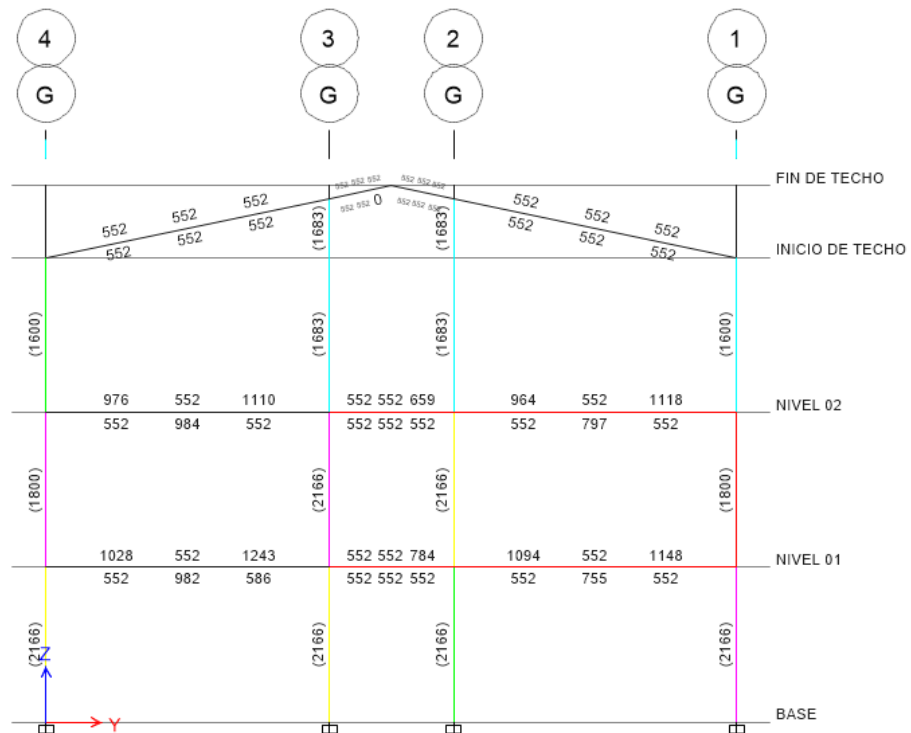 4 3 2 1
G G G G
552 552 552 552 552 552
FIN DE TECHO
552 552 552 552 552 552
552 552 552 552 552 0 552 552 552 552 552 552
(1683) (1683)
INICIO DE TECHO
(1600) (1683) (1683) (1600)
976 552 1110 552 552 659 964 552 1118
NIVEL 02
552 984 552 552 552 552 552 797 552
(1800) (2166) (2166) (1800)
1028 552 1243 552 552 784 1094 552 1148
NIVEL 01
552 982 586 552 552 552 552 755 552
(2166) (2166) (2166) (2166)
Z
BASE
Y